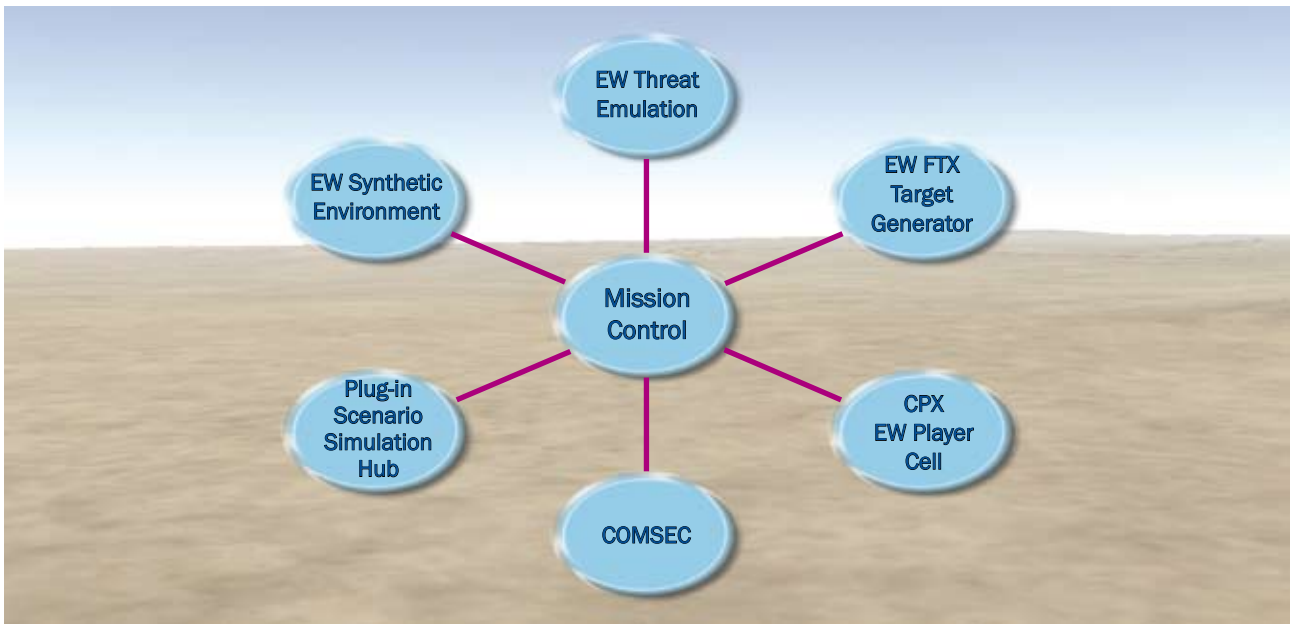 EW Threat
Emulation
EW Synthetic
Environment
EW FTX
Target
Generator
Mission
Control
Plug-in
Scenario
Simulation
Hub
CPX
EW Player
Cell
COMSEC